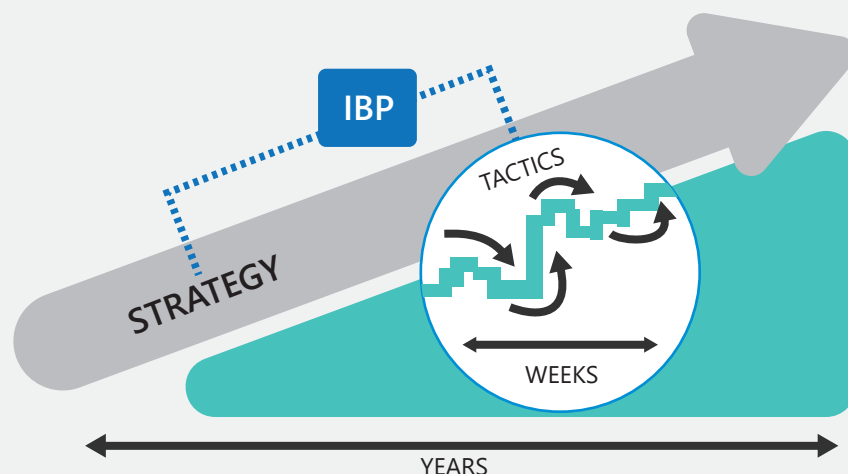 IBP
TACTICS
STRATEGY
WEEKS
YEARS